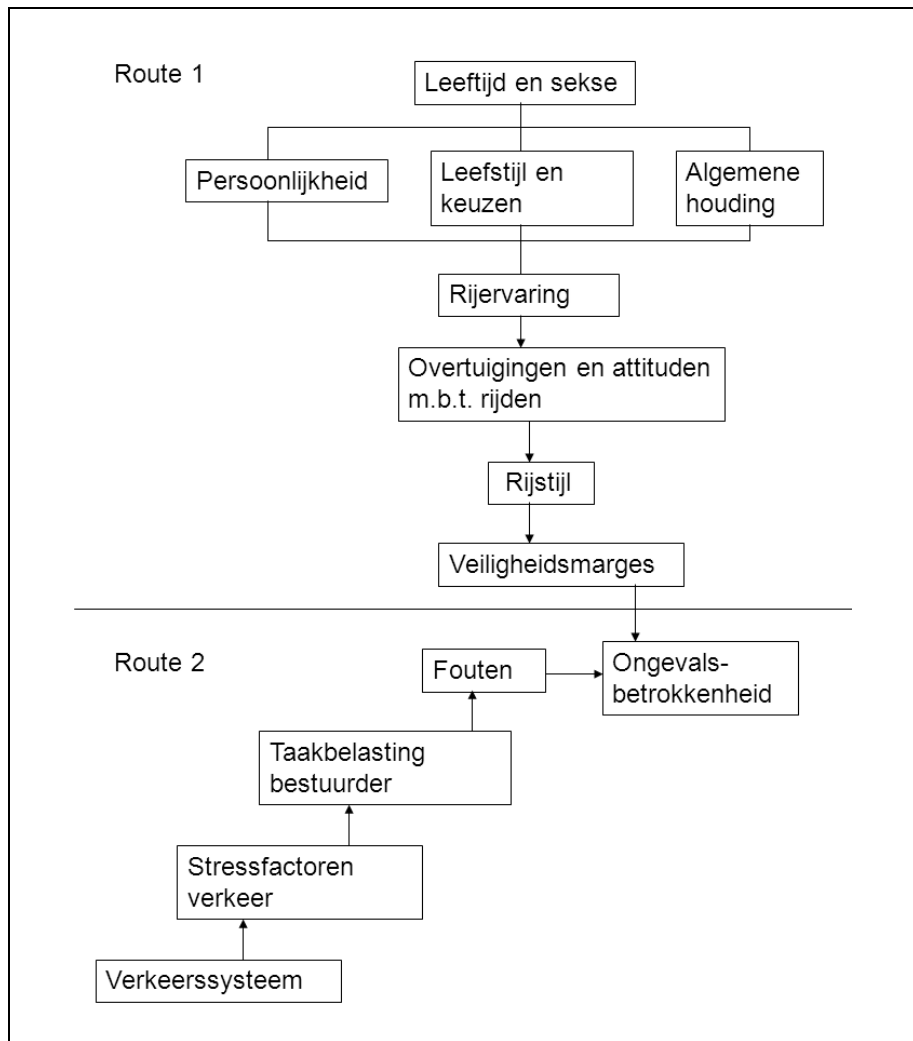 Route 1
Leeftijd en sekse
Persoonlijkheid
Leefstijl en
keuzen
Algemene
houding
Rijervaring
Overtuigingen en attituden
m.b.t. rijden
Rijstijl
Veiligheidsmarges
Route 2
Fouten
Ongevals-
betrokkenheid
Taakbelasting
bestuurder
Stressfactoren
verkeer
Verkeerssysteem